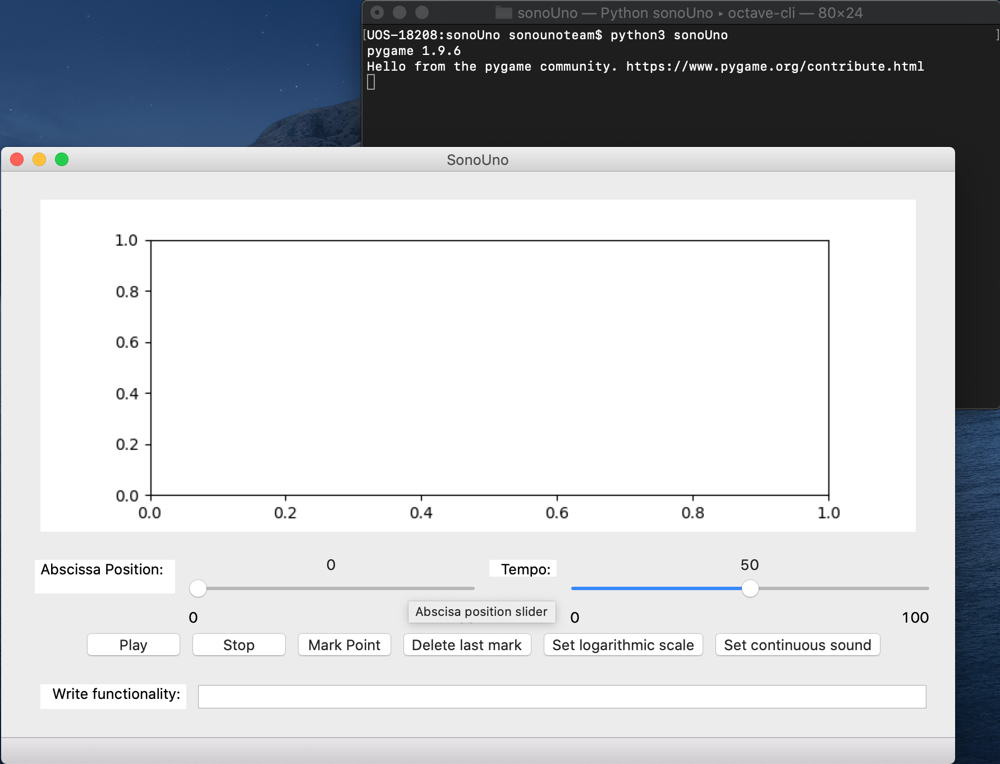 sonoUno — Python sonoUno ▸ octave-cli — 80×24
[UOS-18208:sonoUno sonounoteam$ python3 sonoUno ]
pygame 1.9.6
Hello from the pygame community. https://www.pygame.org/contribute.html
SonoUno
1.0
0.8
0.6
0.4
0.2
0.0
0.0 0.2 0.4 0.6 0.8 1.0
Abscissa Position: 0 Tempo: 50
Abscisa position slider
0 0 100
Play Stop Mark Point Delete last mark Set logarithmic scale Set continuous sound
Write functionality: